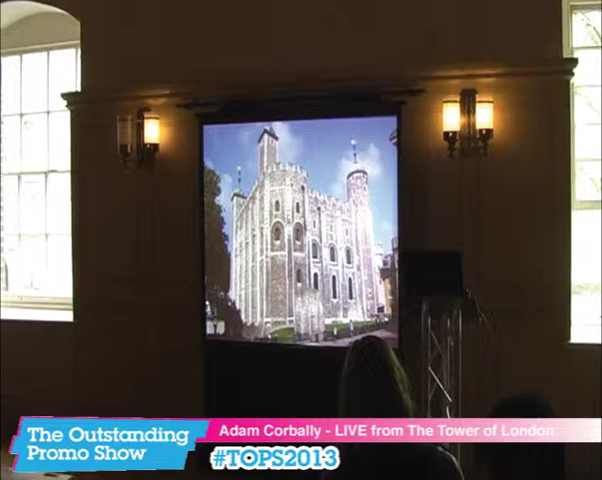 The Outstanding
Promo Show
Adam Corbally - LIVE from The Tower of London
#TOPS2013